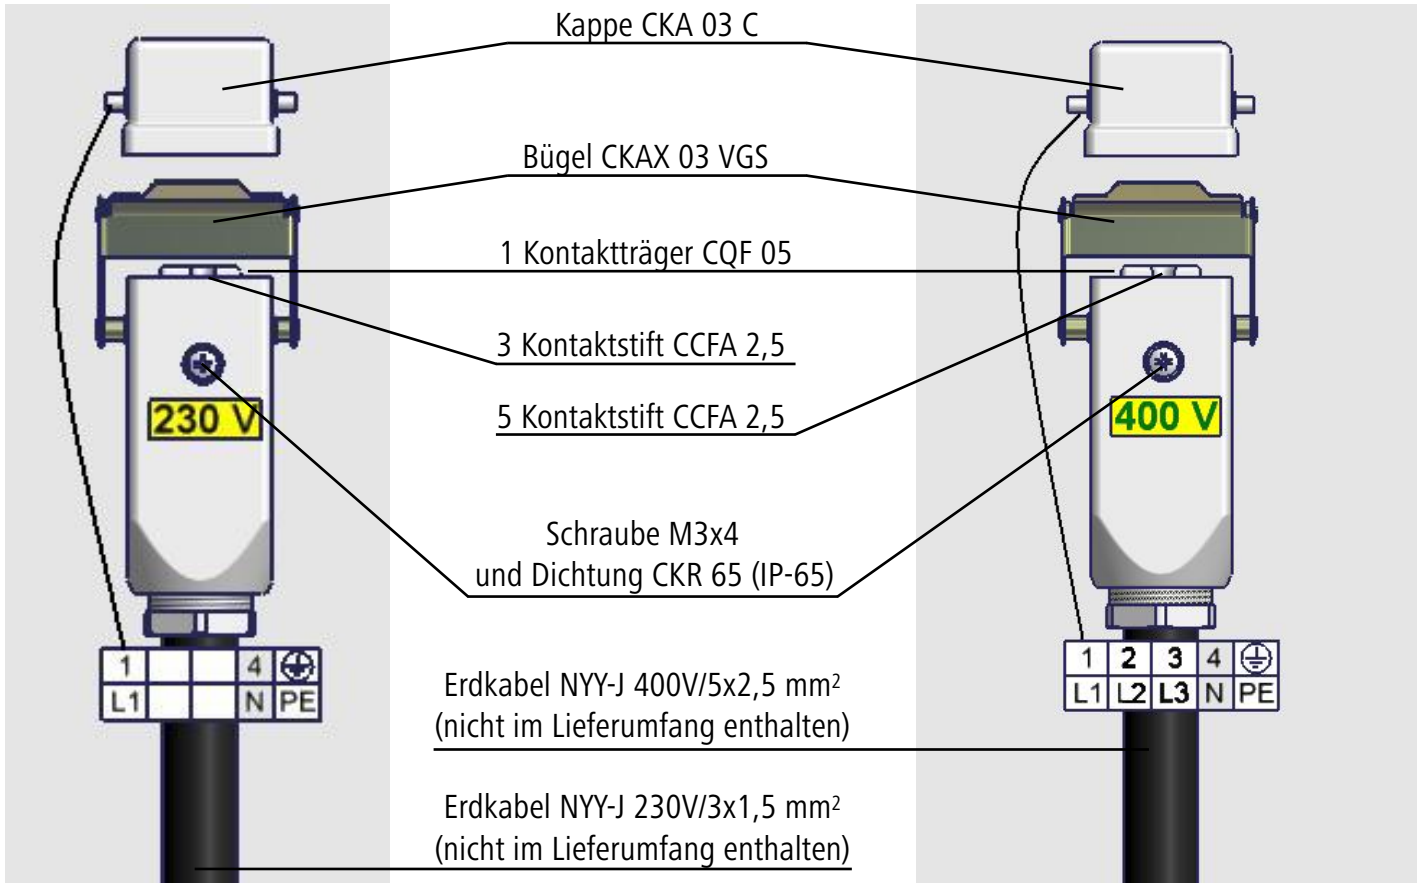 Kappe CKA 03 C
Bügel CKAX 03 VGS
1 Kontaktträger CQF 05
3 Kontaktstift CCFA 2,5
5 Kontaktstift CCFA 2,5
230 V
400 V
Schraube M3x4
und Dichtung CKR 65 (IP-65)
1 4
L1 N PE
1 2 3 4
L1 L2 L3 N PE
Erdkabel NYY-J 400V/5x2,5 mm²
(nicht im Lieferumfang enthalten)
Erdkabel NYY-J 230V/3x1,5 mm²
(nicht im Lieferumfang enthalten)